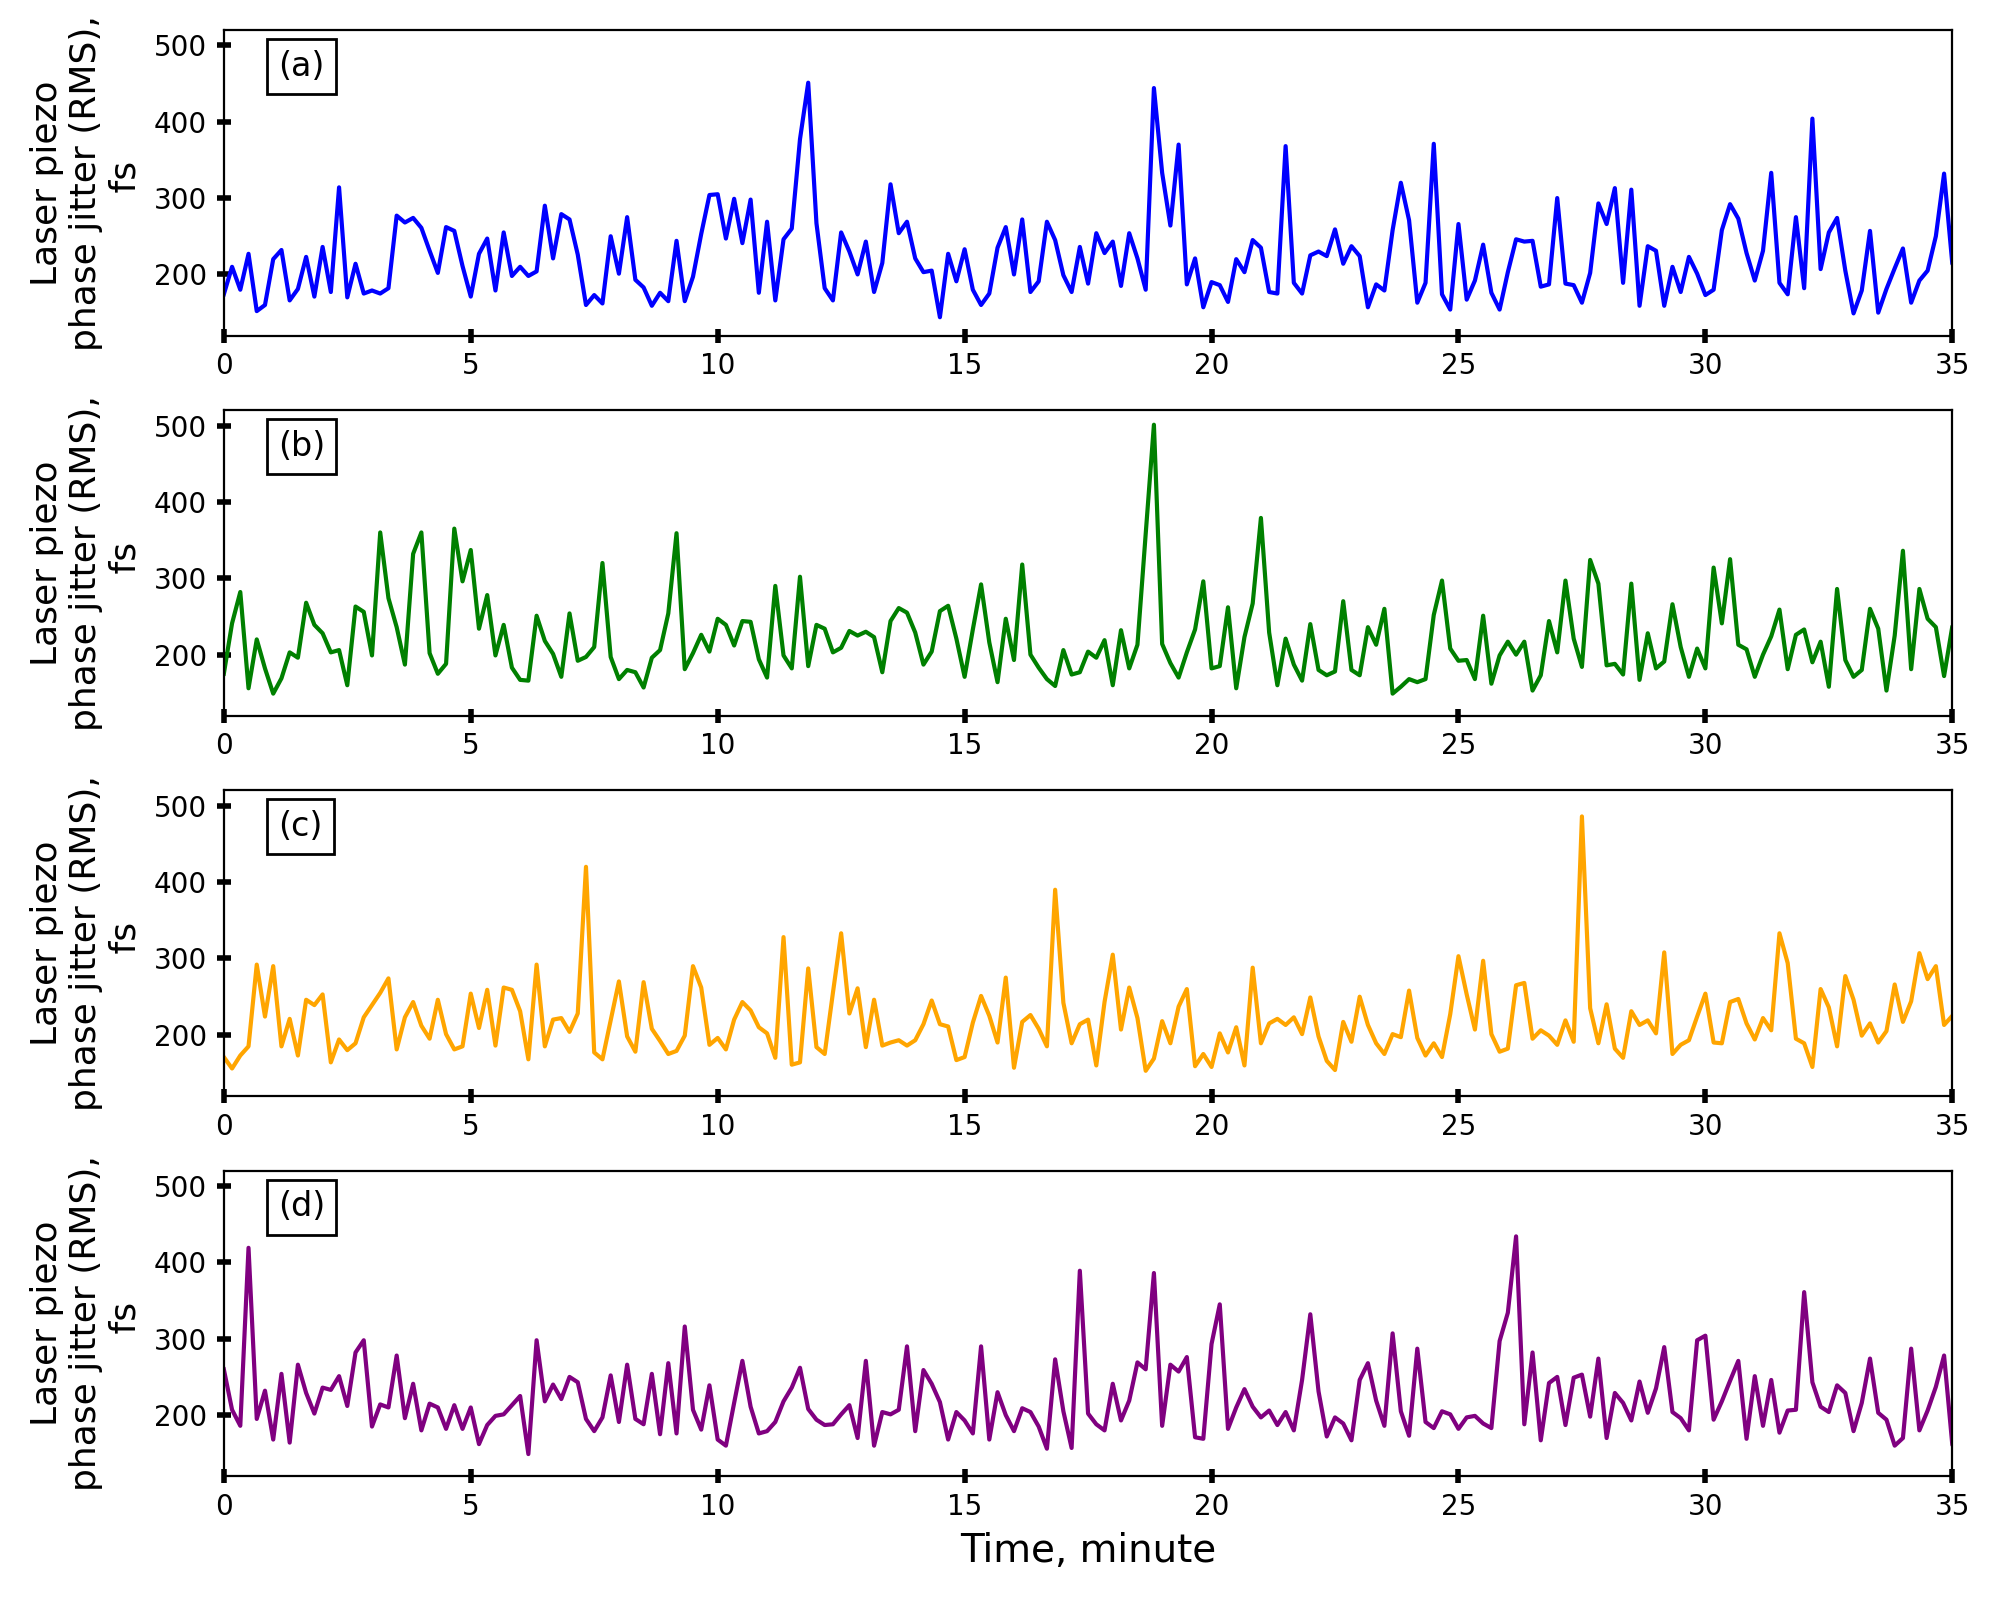 Laser piezo
phase jitter (RMS),
fs
500
400
300
200
(a)
0 5 10 15 20 25 30 35
Laser piezo
phase jitter (RMS),
fs
500
400
300
200
(b)
0 5 10 15 20 25 30 35
Laser piezo
phase jitter (RMS),
fs
500
400
300
200
(c)
0 5 10 15 20 25 30 35
Laser piezo
phase jitter (RMS),
fs
500
400
300
200
(d)
0 5 10 15 20 25 30 35
Time, minute